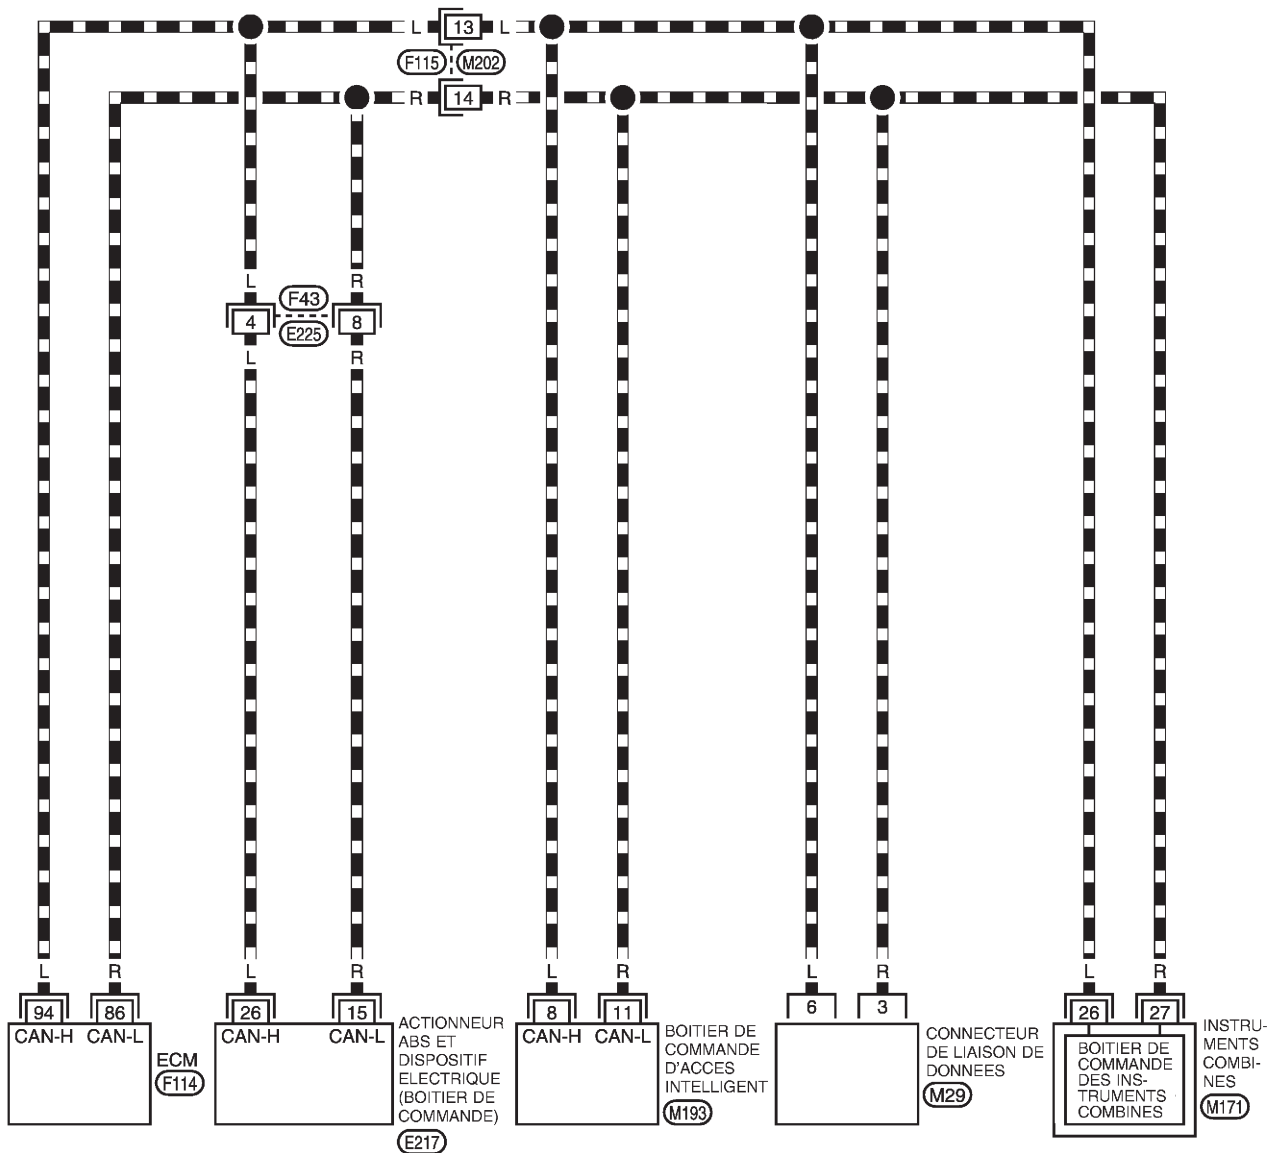 L 13 L
F115 M202
R 14 R
L R
F43
4 8
E225
L R
L R L R L R L R L R
94 86 26 15 8 11 6 3 26 27
CAN-H CAN-L
ECM
F114
CAN-H CAN-L
ACTIONNEUR
ABS ET
DISPOSITIF
ELECTRIQUE
(BOITIER DE
COMMANDE)
E217
CAN-H CAN-L
BOITIER DE
COMMANDE
D'ACCES
INTELLIGENT
M193
CONNECTEUR
DE LIAISON DE
DONNEES
M29
BOITIER DE
COMMANDE
DES INS-
TRUMENTS
COMBINES
INSTRU-
MENTS
COMBI-
NES
M171